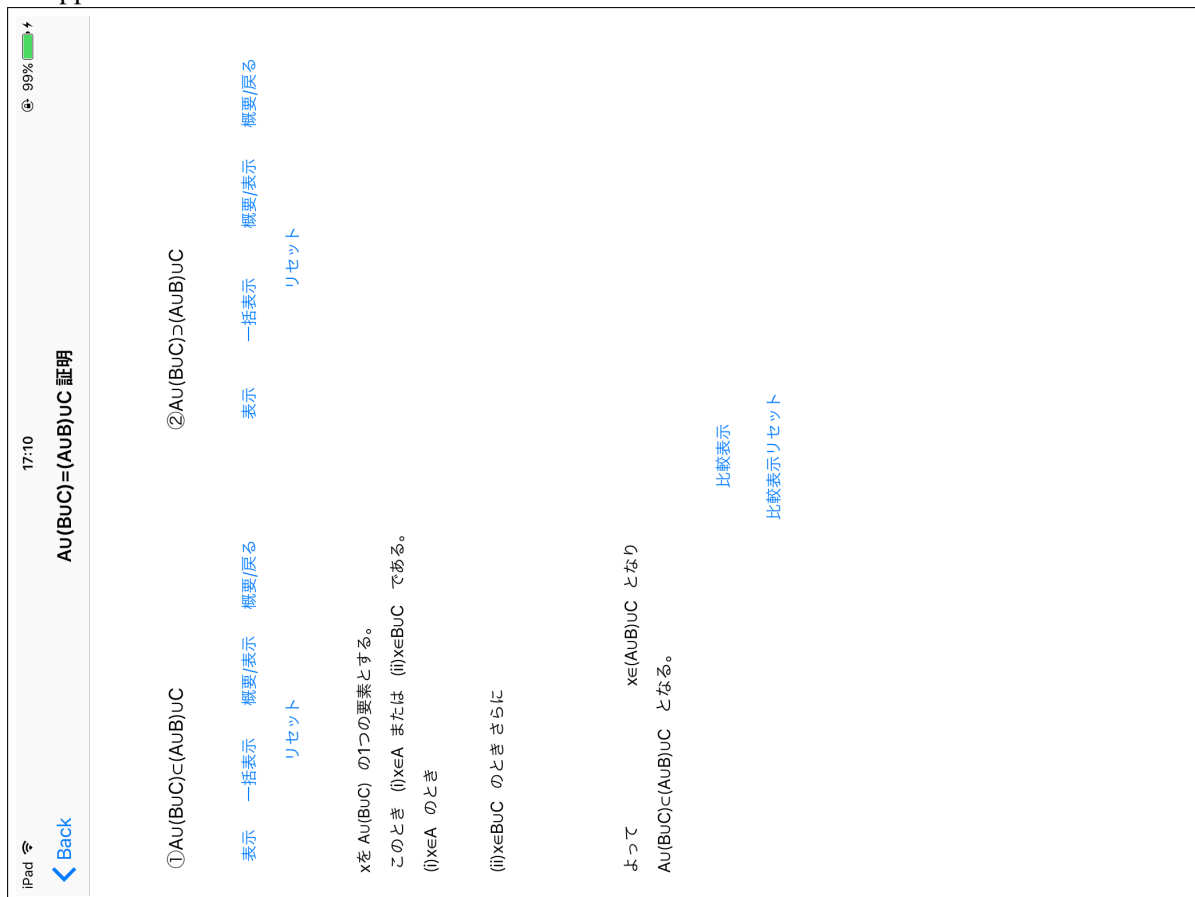 iPad 17:10 99%
Back A∪(B∪C)=(A∪B)∪C 証明
①A∪(B∪C)⊂(A∪B)∪C ②A∪(B∪C)⊃(A∪B)∪C
表示 一括表示 概要/表示 概要/戻る 表示 一括表示 概要/表示 概要/戻る
リセット リセット
xを A∪(B∪C) の1つの要素とする。
このとき (i)x∈A または (ii)x∈B∪C である。
(i)x∈A のとき
(ii)x∈B∪C のとき さらに
よって x∈(A∪B)∪C となり
A∪(B∪C)⊂(A∪B)∪C となる。
比較表示
比較表示リセット